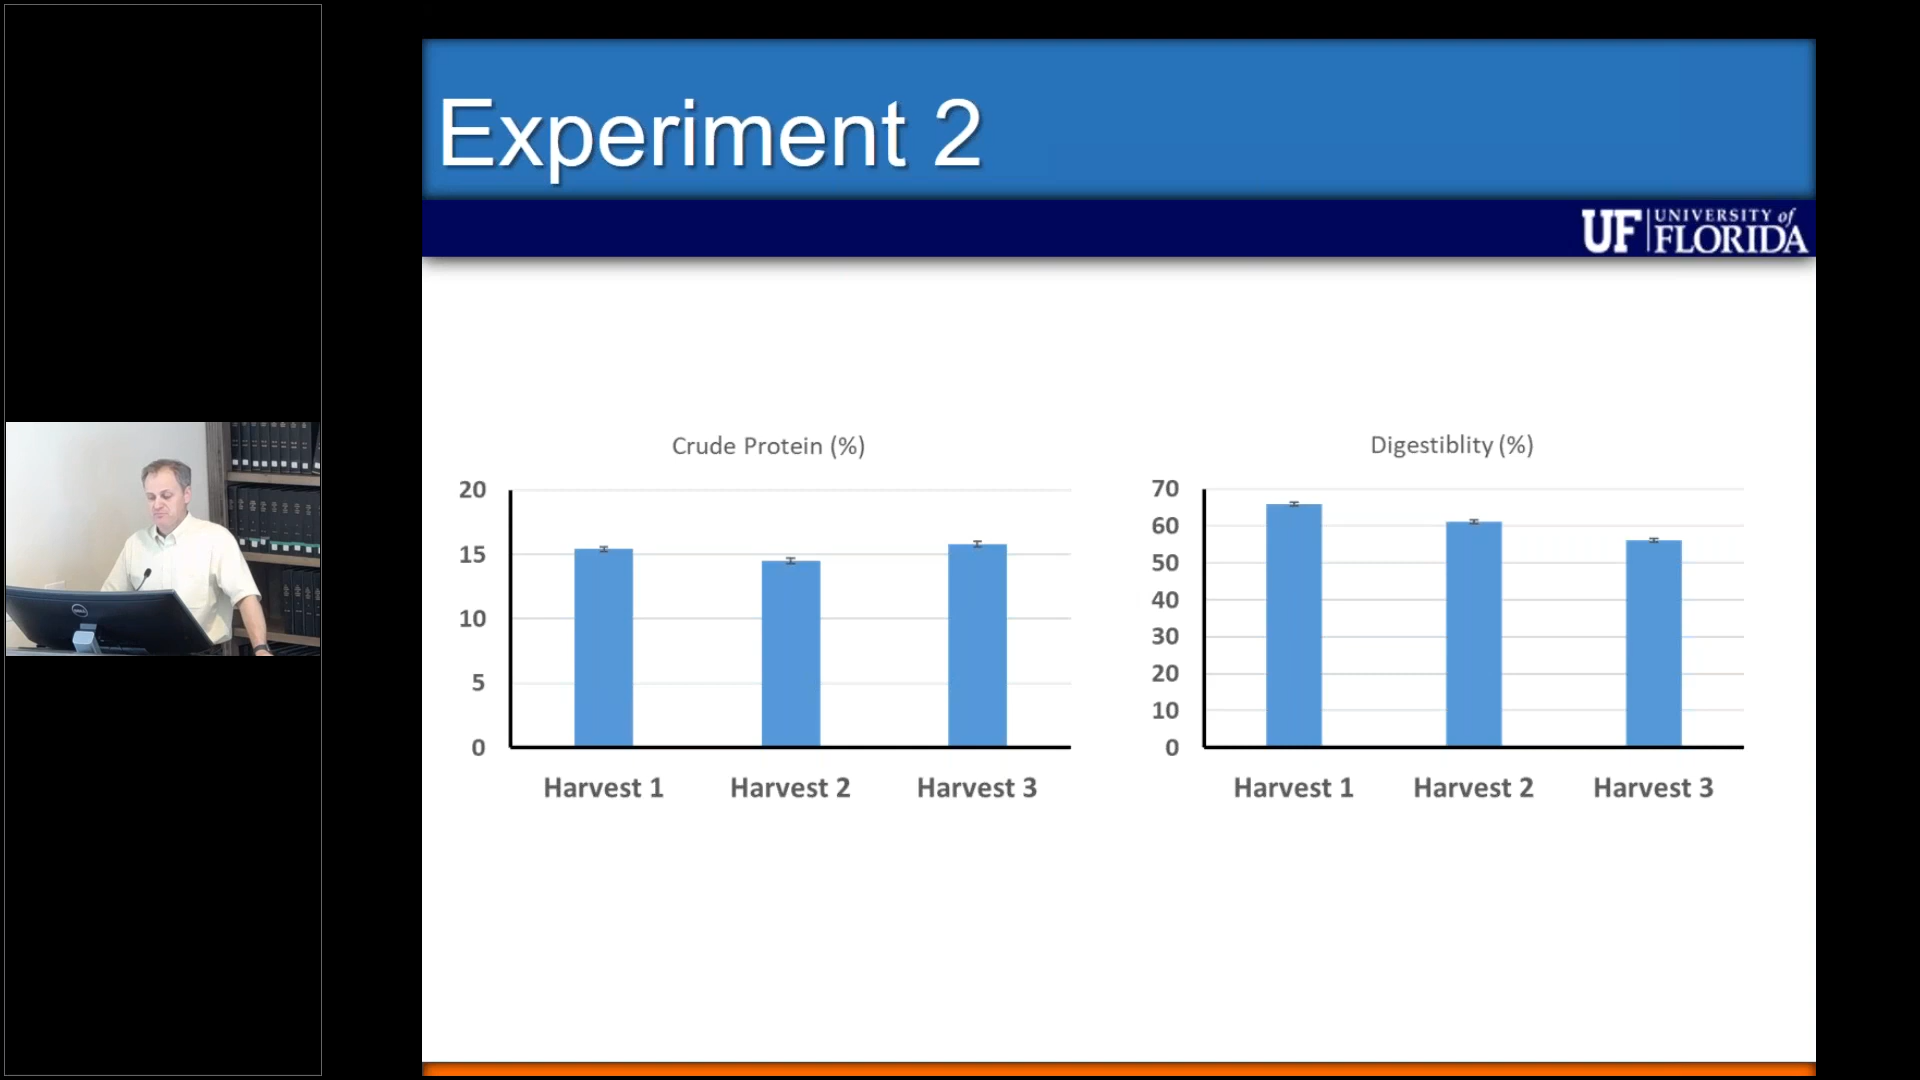 Experiment 2
UF UNIVERSITY of
FLORIDA
Crude Protein (%)
20
15
10
5
0
Harvest 1 Harvest 2 Harvest 3
Digestiblity (%)
70
60
50
40
30
20
10
0
Harvest 1 Harvest 2 Harvest 3
DELL